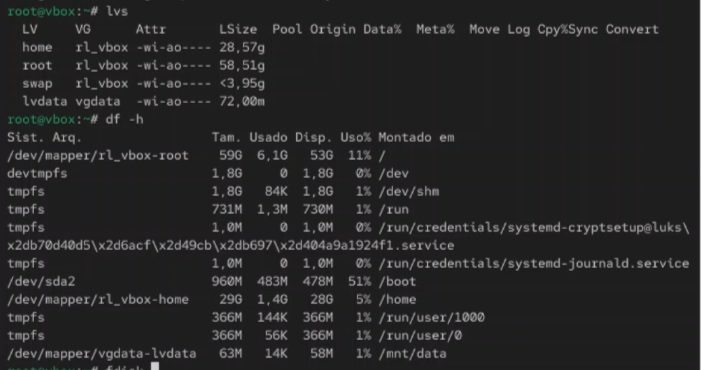 root@vbox:~# lvs
LV VG Attr LSize Pool Origin Data% Meta% Move Log Cpy%Sync Convert
home rl_vbox -wi-ao---- 28,57g
root rl_vbox -wi-ao---- 58,51g
swap rl_vbox -wi-ao---- <3,95g
lvdata vgdata -wi-ao---- 72,00m
root@vbox:~# df -h
Sist. Arq. Tam. Usado Disp. Uso% Montado em
/dev/mapper/rl_vbox-root 59G 6,1G 53G 11% /
devtmpfs 1,8G 0 1,8G 0% /dev
tmpfs 1,8G 84K 1,8G 1% /dev/shm
tmpfs 731M 1,3M 730M 1% /run
tmpfs 1,0M 0 1,0M 0% /run/credentials/systemd-cryptsetup@luks\
x2db70d40d5\x2d6acf\x2d49cb\x2db697\x2d404a9a1924f1.service
tmpfs 1,0M 0 1,0M 0% /run/credentials/systemd-journald.service
/dev/sda2 960M 483M 478M 51% /boot
/dev/mapper/rl_vbox-home 29G 1,4G 28G 5% /home
tmpfs 366M 144K 366M 1% /run/user/1000
tmpfs 366M 56K 366M 1% /run/user/0
/dev/mapper/vgdata-lvdata 63M 14K 58M 1% /mnt/data
root@vbox:~# fdisk